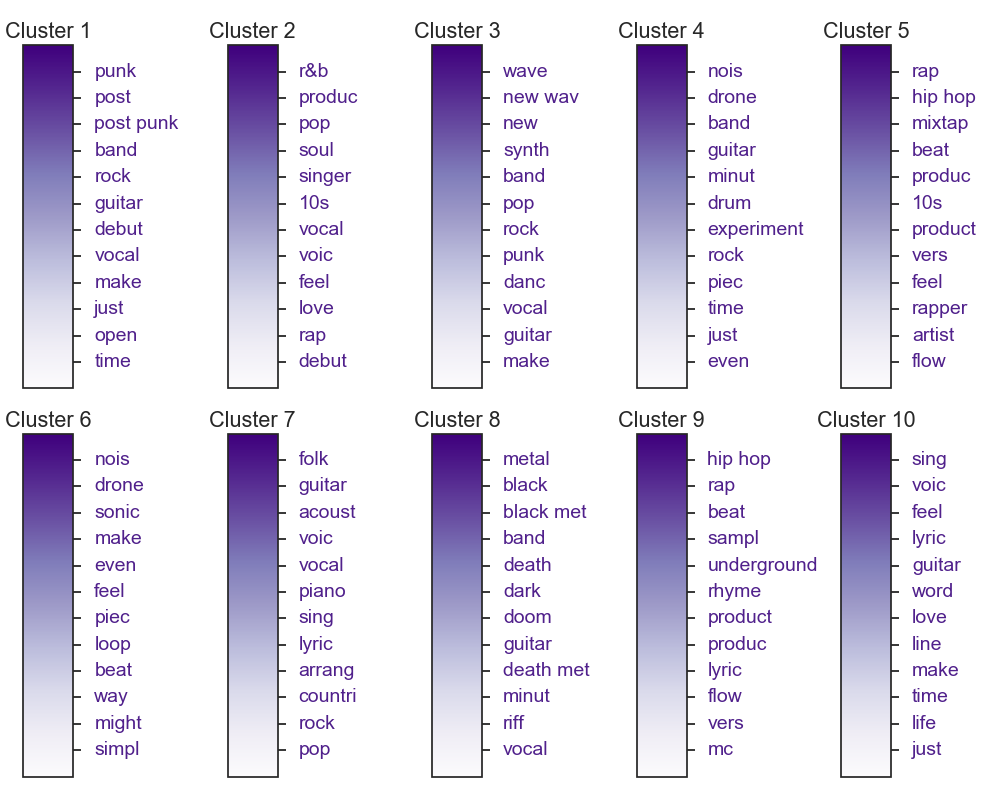 Cluster 1
punk
post
post punk
band
rock
guitar
debut
vocal
make
just
open
time
Cluster 2
r&b
produc
pop
soul
singer
10s
vocal
voic
feel
love
rap
debut
Cluster 3
wave
new wav
new
synth
band
pop
rock
punk
danc
vocal
guitar
make
Cluster 4
nois
drone
band
guitar
minut
drum
experiment
rock
piec
time
just
even
Cluster 5
rap
hip hop
mixtap
beat
produc
10s
product
vers
feel
rapper
artist
flow
Cluster 6
nois
drone
sonic
make
even
feel
piec
loop
beat
way
might
simpl
Cluster 7
folk
guitar
acoust
voic
vocal
piano
sing
lyric
arrang
countri
rock
pop
Cluster 8
metal
black
black met
band
death
dark
doom
guitar
death met
minut
riff
vocal
Cluster 9
hip hop
rap
beat
sampl
underground
rhyme
product
produc
lyric
flow
vers
mc
Cluster 10
sing
voic
feel
lyric
guitar
word
love
line
make
time
life
just